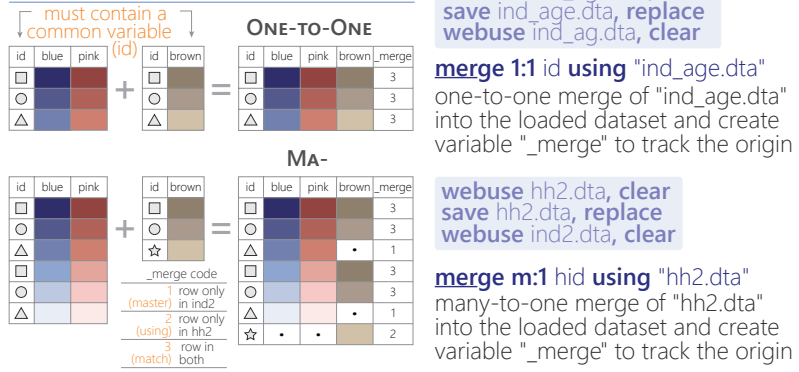 must contain a
common variable
(id)
ONE-TO-ONE
id blue pink
id brown
id blue pink brown _merge
+
=
3
3
3
save ind_age.dta, replace
webuse ind_ag.dta, clear
merge 1:1 id using "ind_age.dta"
one-to-one merge of "ind_age.dta"
into the loaded dataset and create
variable "_merge" to track the origin
MA-
id blue pink
id brown
id blue pink brown _merge
+
=
3
3
1
3
3
1
2
_merge code
1 row only
(master) in ind2
2 row only
(using) in hh2
3 row in
(match) both
webuse hh2.dta, clear
save hh2.dta, replace
webuse ind2.dta, clear
merge m:1 hid using "hh2.dta"
many-to-one merge of "hh2.dta"
into the loaded dataset and create
variable "_merge" to track the origin